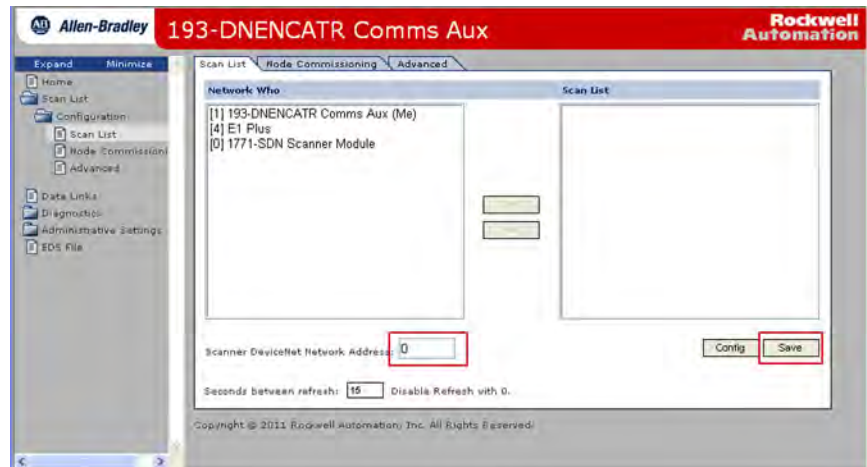 AB Allen-Bradley
193-DNENCATR Comms Aux
Rockwell
Automation
Expand Minimize
Home
Scan List
Configuration
Scan List
Node Commissioni
Advanced
Data Links
Diagnostics
Administrative Settings
EDS File
Scan List Node Commissioning Advanced
Network Who Scan List
[1] 193-DNENCATR Comms Aux (Me)
[4] E1 Plus
[0] 1771-SDN Scanner Module
Scanner DeviceNet Network Address: 0
Config Save
Seconds between refresh: 15 Disable Refresh with 0.
Copyright © 2011 Rockwell Automation, Inc. All Rights Reserved.